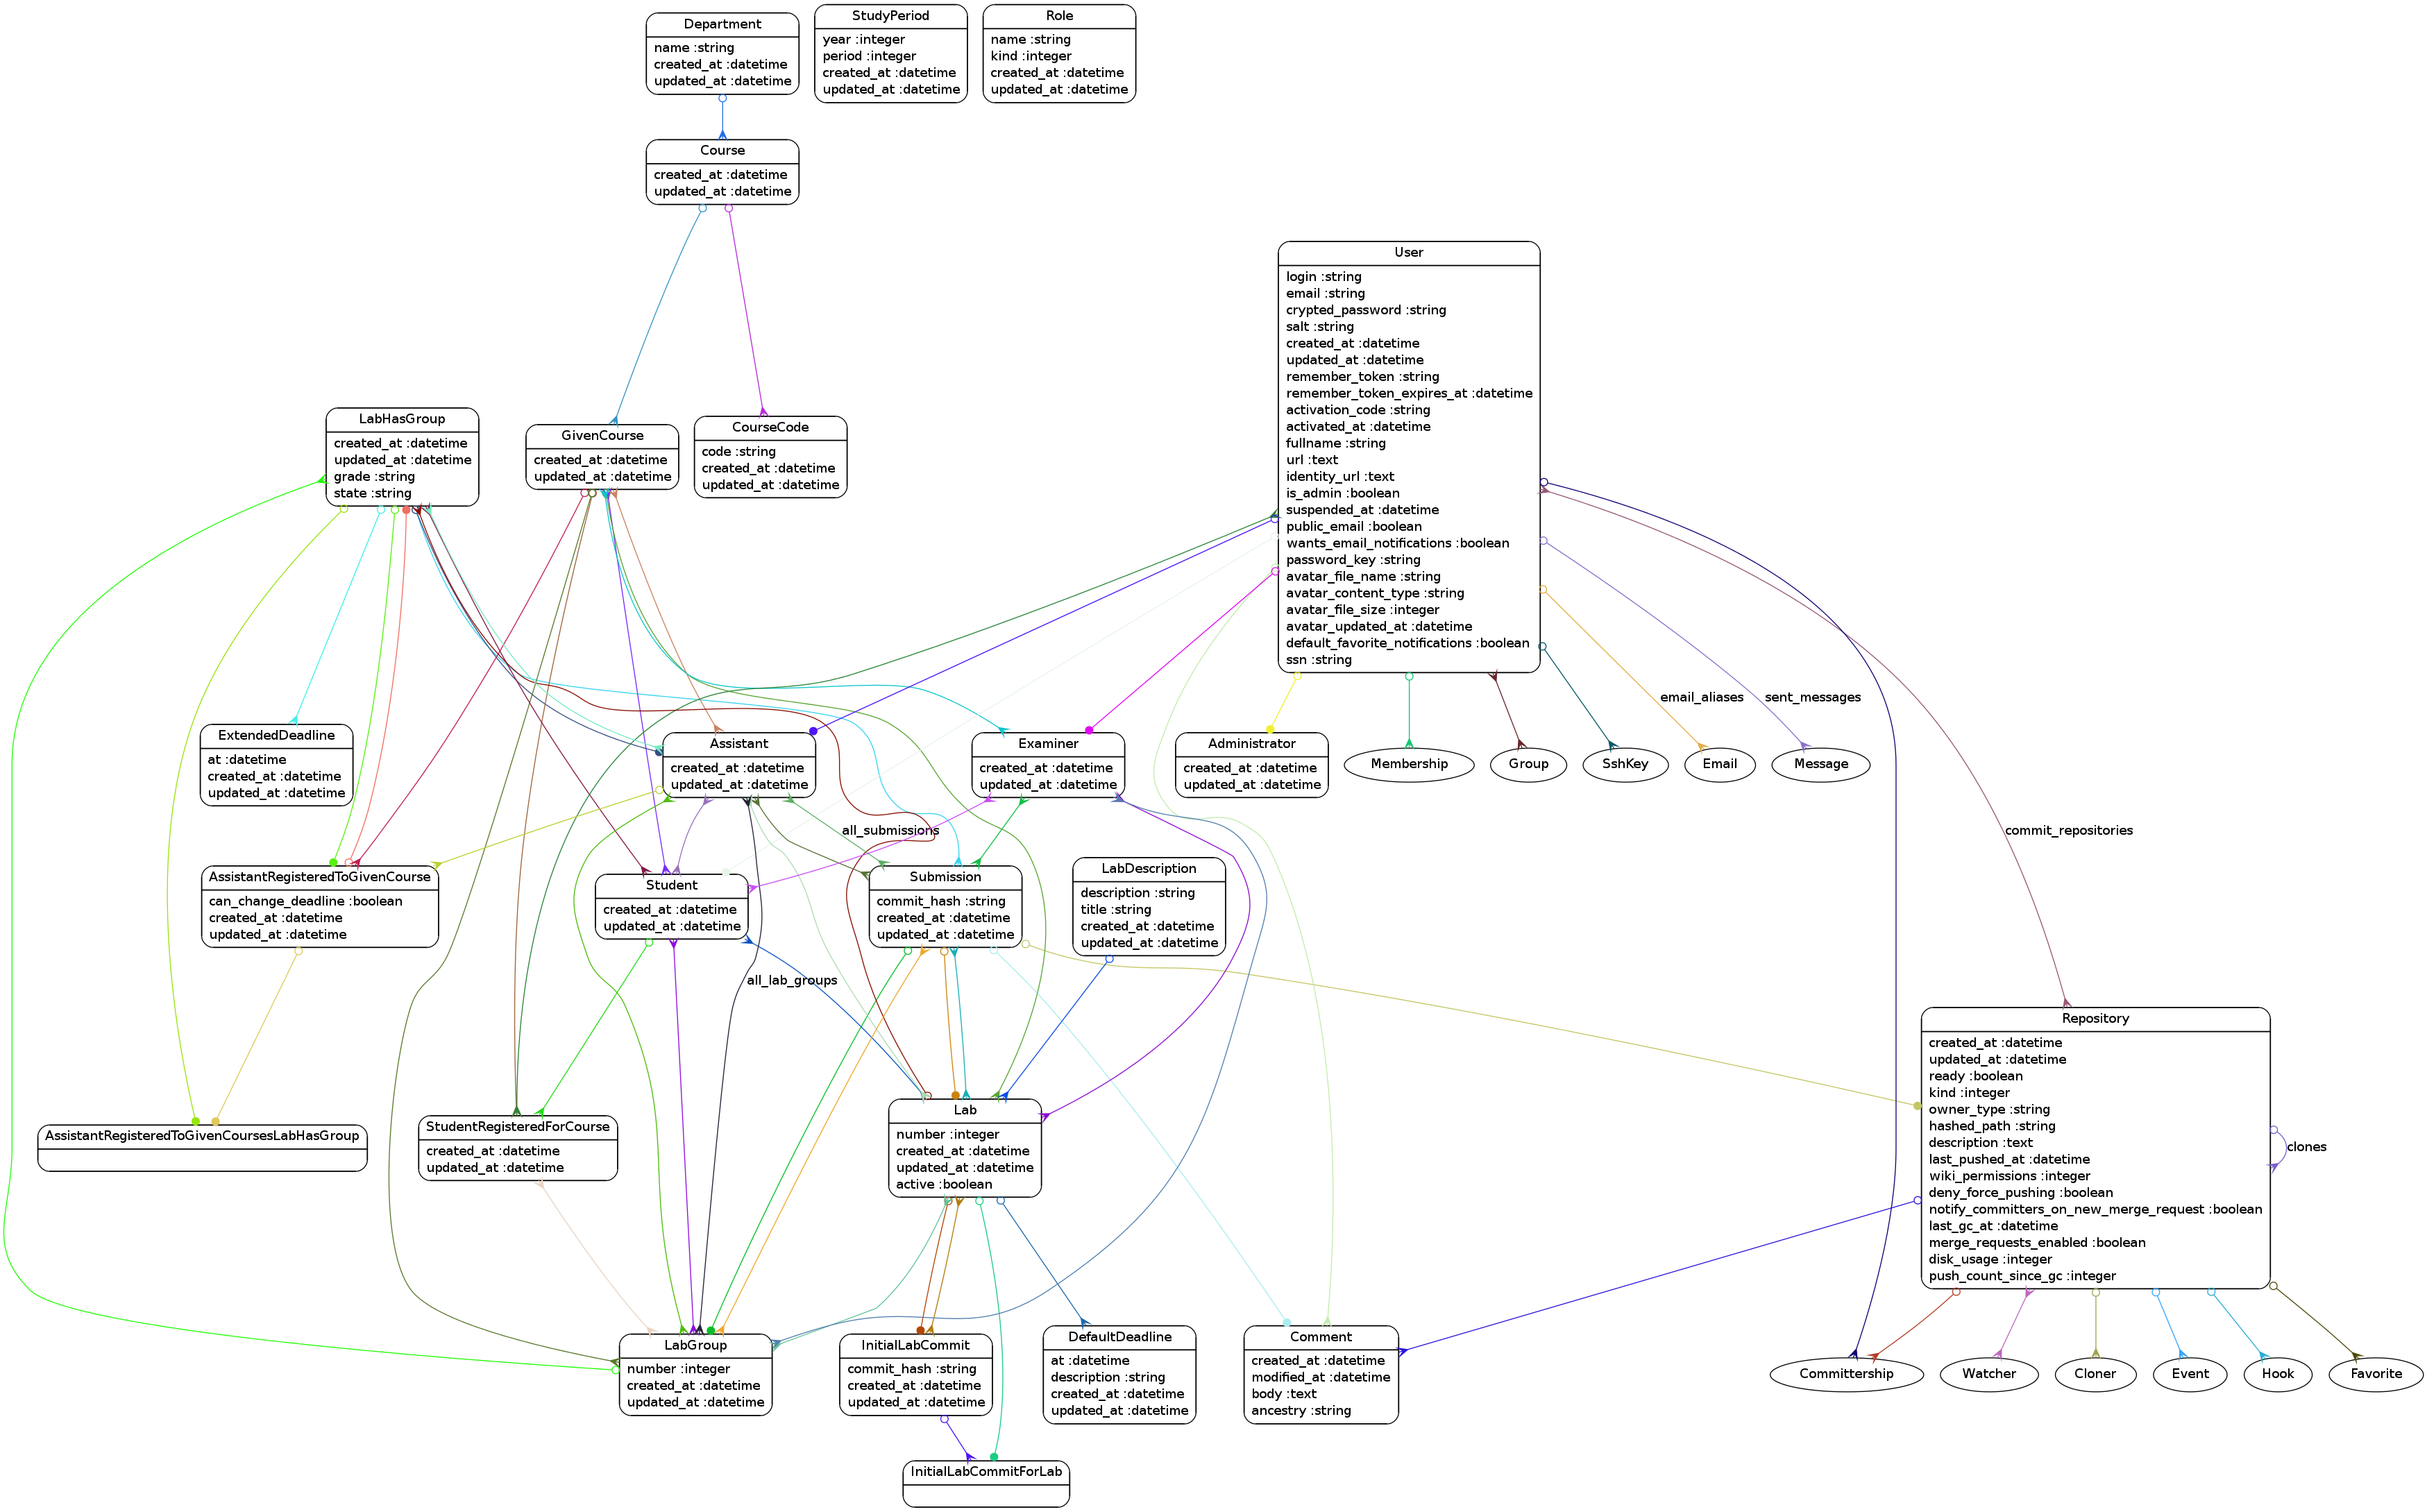 Department
name :string
created_at :datetime
updated_at :datetime
StudyPeriod
year :integer
period :integer
created_at :datetime
updated_at :datetime
Role
name :string
kind :integer
created_at :datetime
updated_at :datetime
Course
created_at :datetime
updated_at :datetime
User
login :string
email :string
crypted_password :string
salt :string
created_at :datetime
updated_at :datetime
remember_token :string
remember_token_expires_at :datetime
activation_code :string
activated_at :datetime
fullname :string
url :text
identity_url :text
is_admin :boolean
suspended_at :datetime
public_email :boolean
wants_email_notifications :boolean
password_key :string
avatar_file_name :string
avatar_content_type :string
avatar_file_size :integer
avatar_updated_at :datetime
default_favorite_notifications :boolean
ssn :string
LabHasGroup
created_at :datetime
updated_at :datetime
grade :string
state :string
GivenCourse
created_at :datetime
updated_at :datetime
CourseCode
code :string
created_at :datetime
updated_at :datetime
email_aliases
sent_messages
ExtendedDeadline
at :datetime
created_at :datetime
updated_at :datetime
Assistant
created_at :datetime
updated_at :datetime
Examiner
created_at :datetime
updated_at :datetime
Administrator
created_at :datetime
updated_at :datetime
Membership
Group
SshKey
Email
Message
all_submissions
commit_repositories
AssistantRegisteredToGivenCourse
can_change_deadline :boolean
created_at :datetime
updated_at :datetime
Student
created_at :datetime
updated_at :datetime
Submission
commit_hash :string
created_at :datetime
updated_at :datetime
LabDescription
description :string
title :string
created_at :datetime
updated_at :datetime
all_lab_groups
Repository
created_at :datetime
updated_at :datetime
ready :boolean
kind :integer
owner_type :string
hashed_path :string
description :text
last_pushed_at :datetime
wiki_permissions :integer
deny_force_pushing :boolean
notify_committers_on_new_merge_request :boolean
last_gc_at :datetime
merge_requests_enabled :boolean
disk_usage :integer
push_count_since_gc :integer
clones
AssistantRegisteredToGivenCoursesLabHasGroup
StudentRegisteredForCourse
created_at :datetime
updated_at :datetime
Lab
number :integer
created_at :datetime
updated_at :datetime
active :boolean
LabGroup
number :integer
created_at :datetime
updated_at :datetime
InitialLabCommit
commit_hash :string
created_at :datetime
updated_at :datetime
DefaultDeadline
at :datetime
description :string
created_at :datetime
updated_at :datetime
Comment
created_at :datetime
modified_at :datetime
body :text
ancestry :string
Committership
Watcher
Cloner
Event
Hook
Favorite
InitialLabCommitForLab